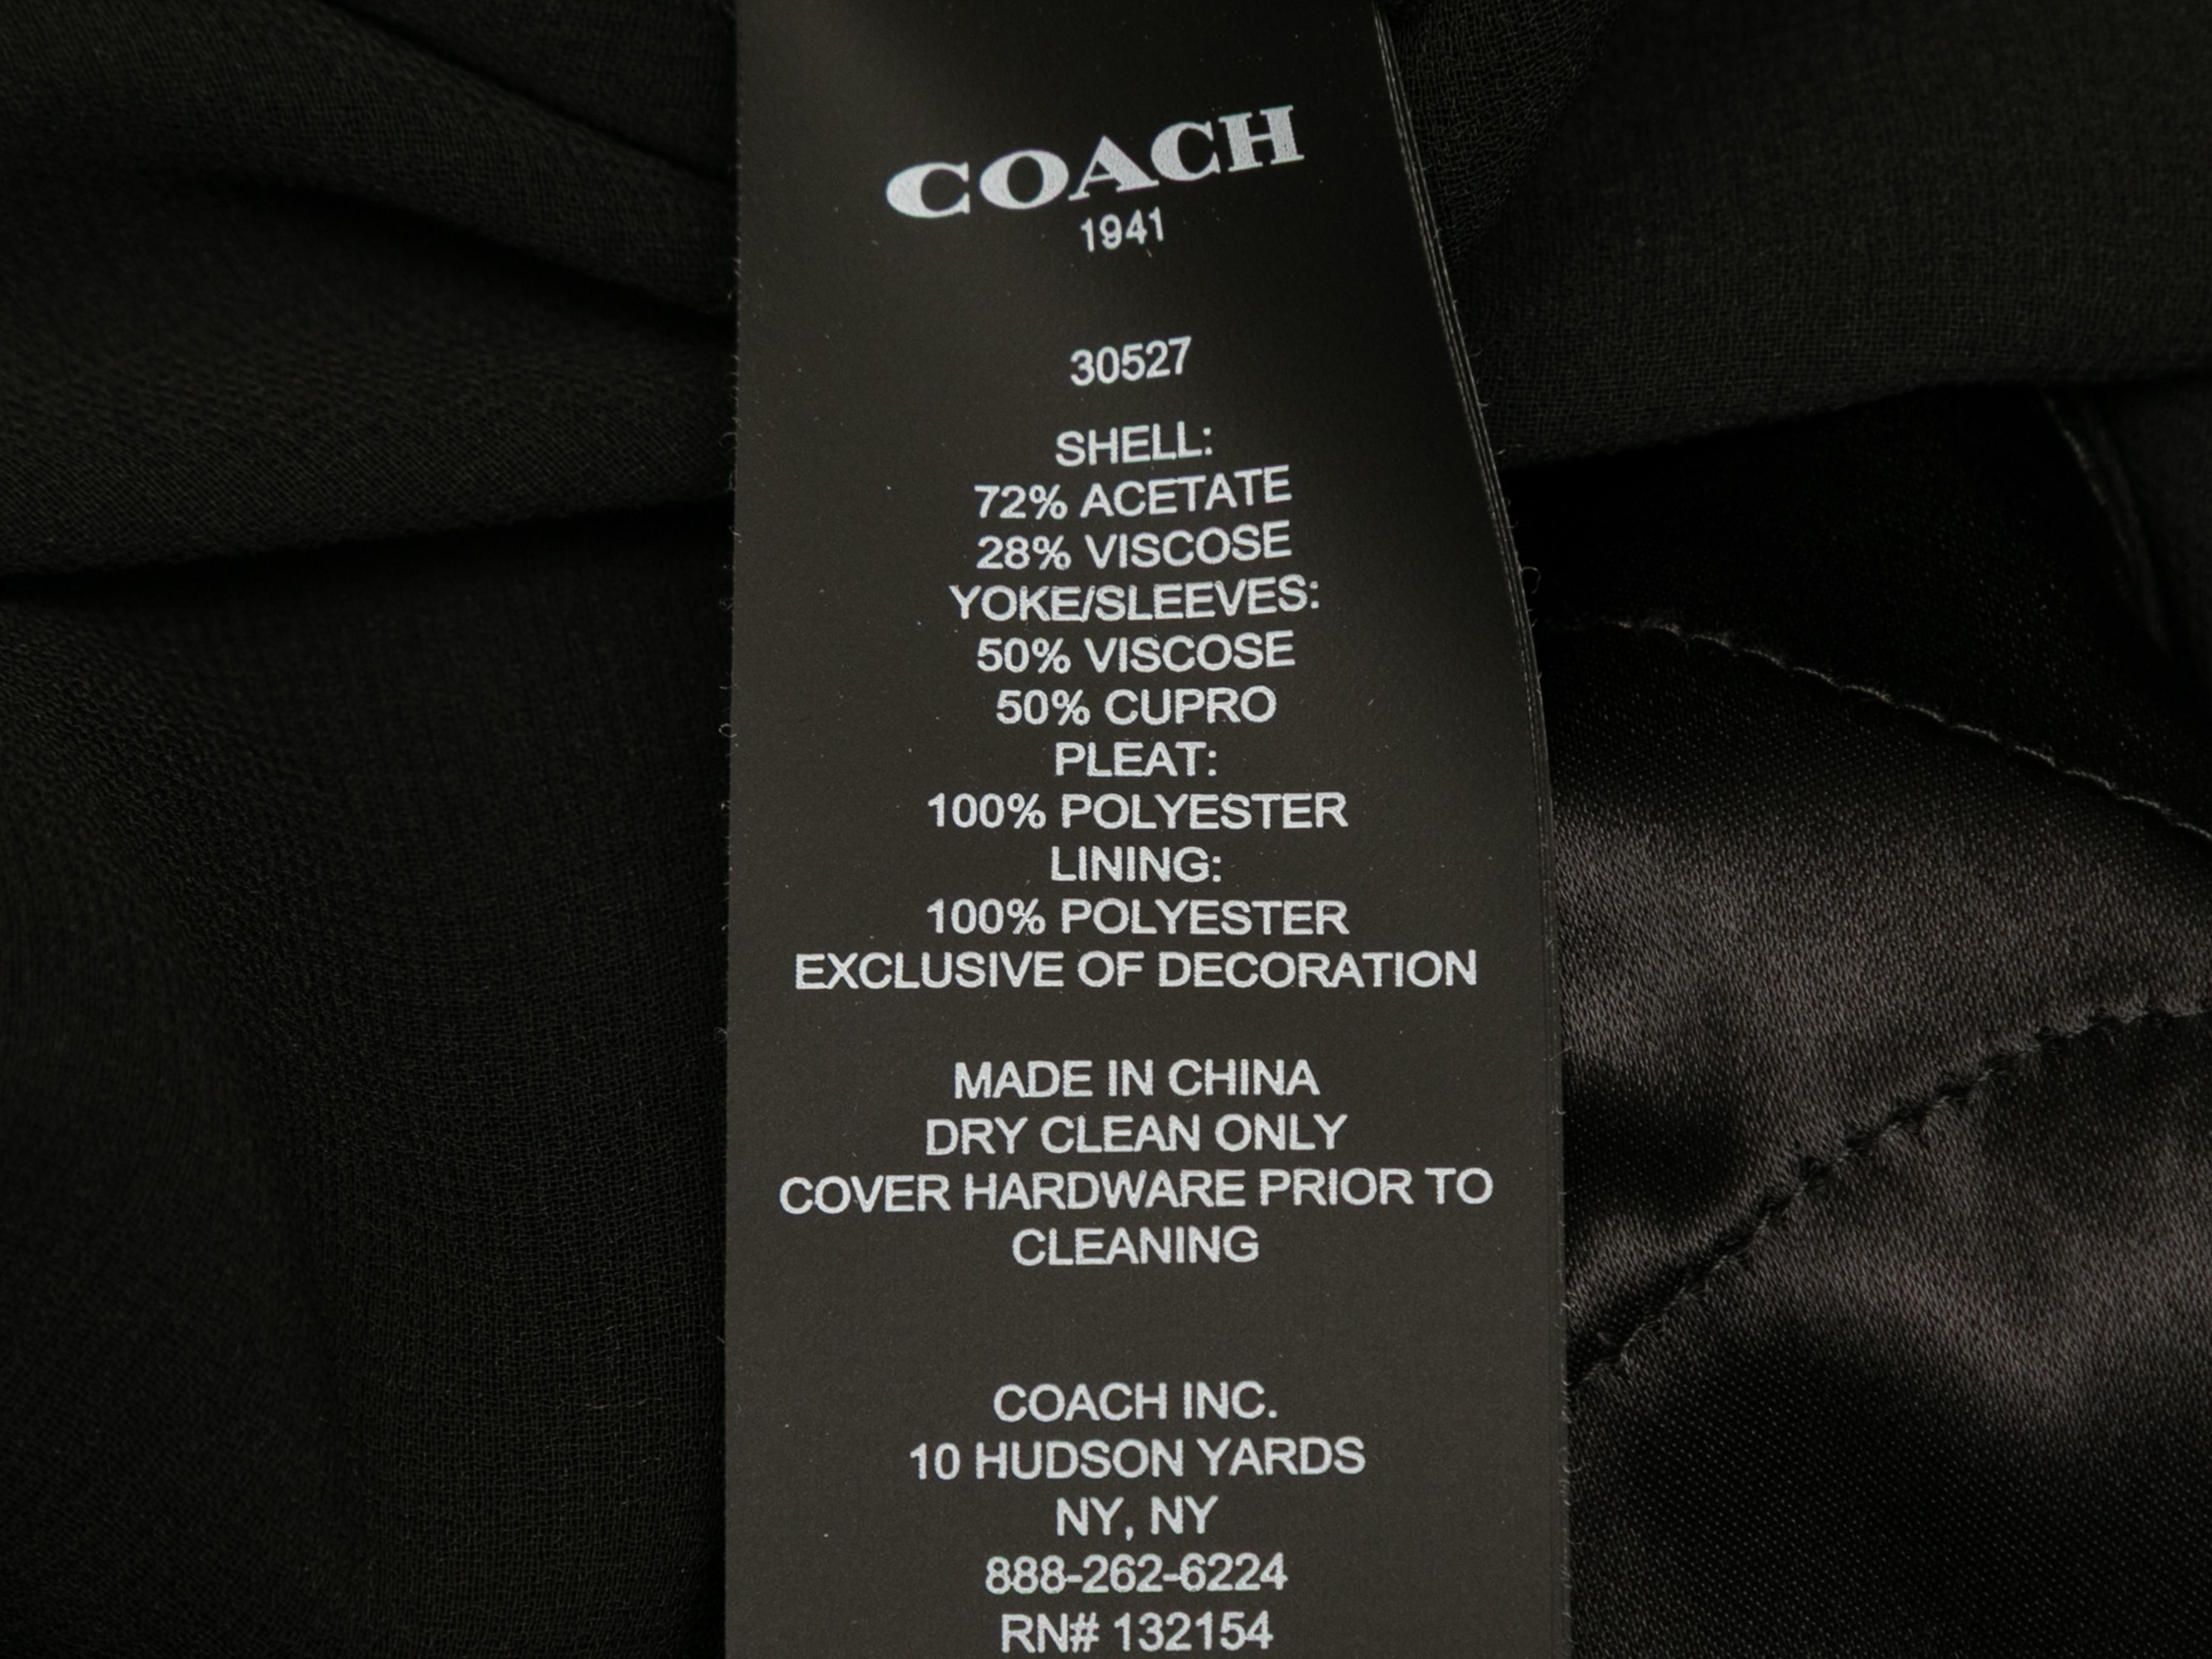 COACH
1941
30527
SHELL:
72% ACETATE
28% VISCOSE
YOKE/SLEEVES:
50% VISCOSE
50% CUPRO
PLEAT:
100% POLYESTER
LINING:
100% POLYESTER
EXCLUSIVE OF DECORATION
MADE IN CHINA
DRY CLEAN ONLY
COVER HARDWARE PRIOR TO
CLEANING
COACH INC.
10 HUDSON YARDS
NY, NY
888-262-6224
RN# 132154